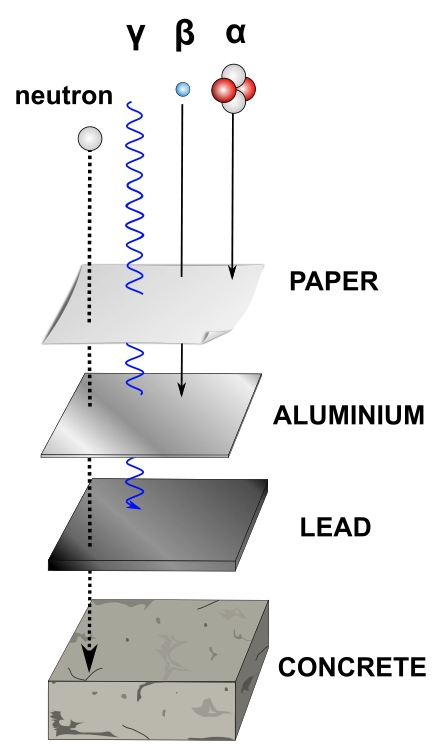 γ β α
neutron
PAPER
ALUMINIUM
LEAD
CONCRETE